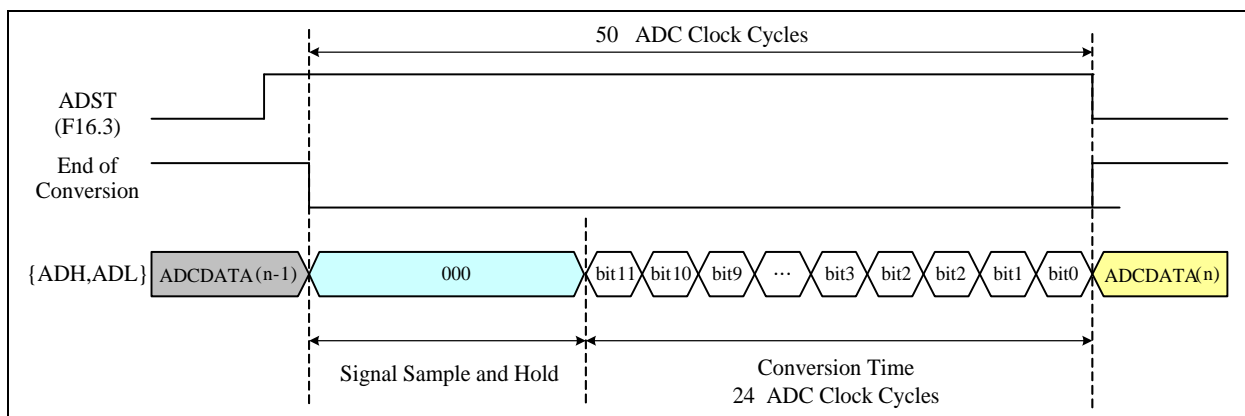 50 ADC Clock Cycles
ADST
(F16.3)
End of
Conversion
{ADH,ADL}
ADCDATA(n-1)
000
bit11
bit10
bit9
...
bit3
bit2
bit2
bit1
bit0
ADCDATA(n)
Signal Sample and Hold
Conversion Time
24 ADC Clock Cycles